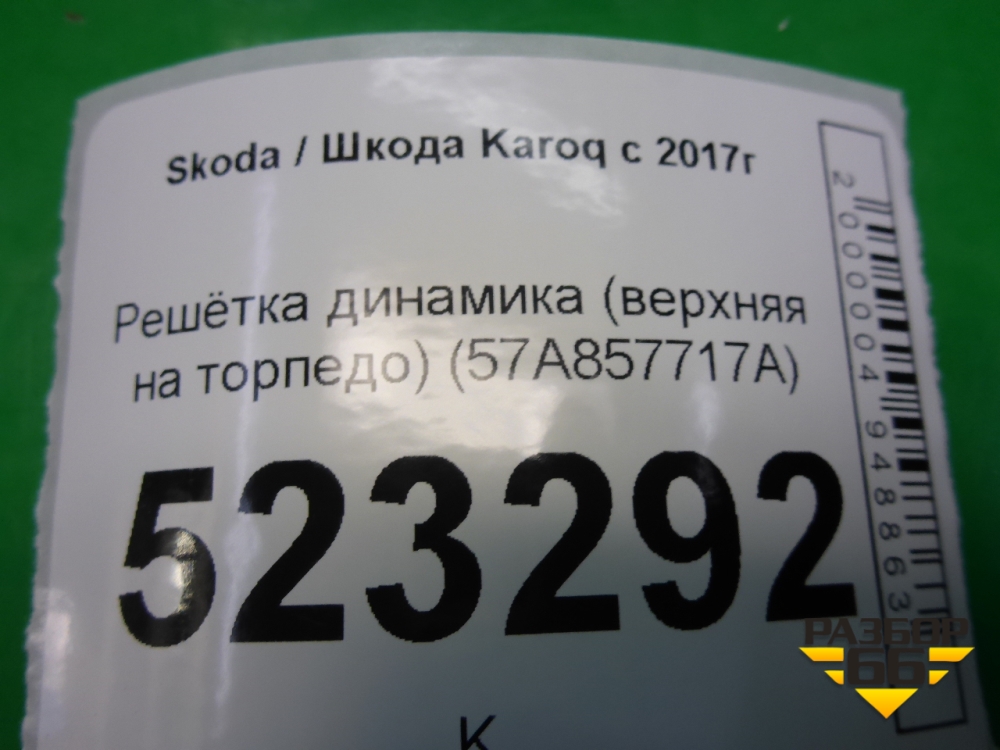 Skoda / Шкода Karoq с 2017г
Решётка динамика (верхняя
на торпедо) (57A857717A)
523292
К
2000004948863
РАЗБОР
66